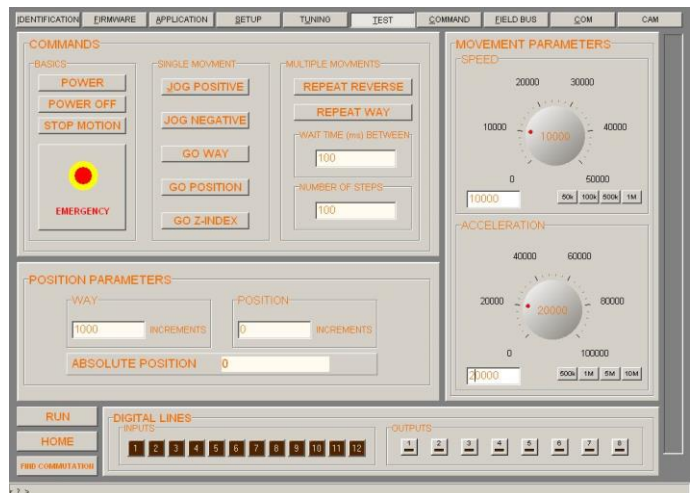 IDENTIFICATION FIRMWARE APPLICATION SETUP TUNING TEST COMMAND FIELD BUS COM CAM
COMMANDS
BASICS
POWER
POWER OFF
STOP MOTION
EMERGENCY
SINGLE MOVMENT
JOG POSITIVE
JOG NEGATIVE
GO WAY
GO POSITION
GO Z-INDEX
MULTIPLE MOVMENTS
REPEAT REVERSE
REPEAT WAY
WAIT TIME (ms) BETWEEN
100
NUMBER OF STEPS
100
MOVEMENT PARAMETERS
SPEED
20000 30000
10000 10000 40000
0 50000
10000 50k 100k 500k 1M
ACCELERATION
40000 60000
20000 20000 80000
0 100000
20000 500k 1M 5M 10M
POSITION PARAMETERS
WAY
1000 INCREMENTS
POSITION
0 INCREMENTS
ABSOLUTE POSITION 0
RUN
HOME
FIND COMMUTATION
DIGITAL LINES
INPUTS
1 2 3 4 5 6 7 8 9 10 11 12
OUTPUTS
1 2 3 4 5 6 7 8